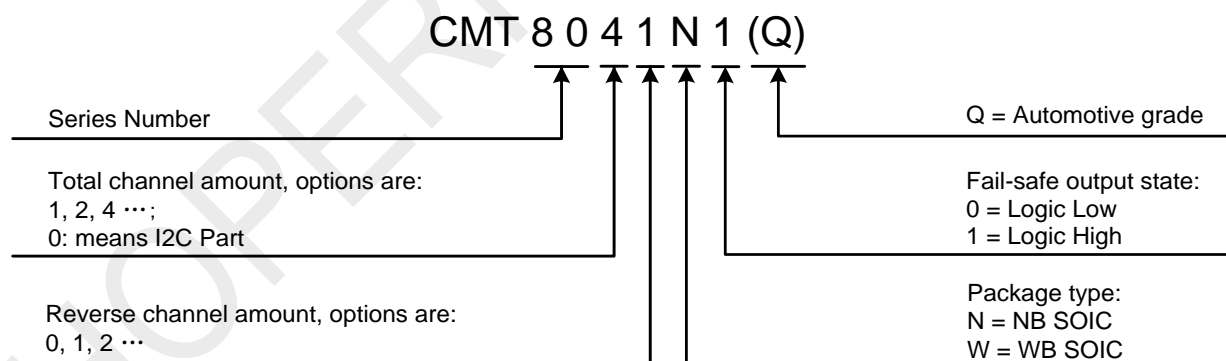 CMT 8 0 4 1 N 1 (Q)
Series Number
Total channel amount, options are:
1, 2, 4 ⋯;
0: means I2C Part
Reverse channel amount, options are:
0, 1, 2 ⋯
Q = Automotive grade
Fail-safe output state:
0 = Logic Low
1 = Logic High
Package type:
N = NB SOIC
W = WB SOIC
HOPER